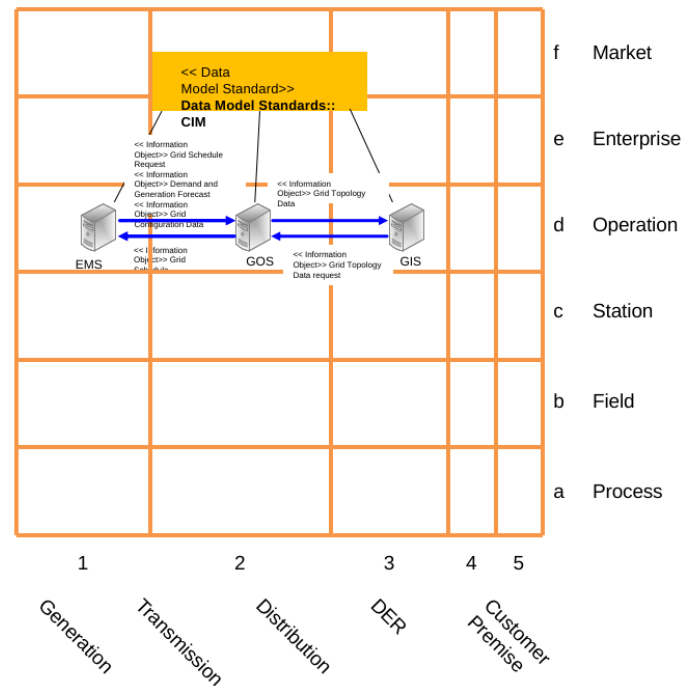 f Market
<< Data
Model Standard>>
Data Model Standards::
CIM
e Enterprise
<< Information
Object>> Grid Schedule
Request
<< Information
Object>> Demand and
Generation Forecast
<< Information
Object>> Grid
Configuration Data
<< Information
Object>> Grid Topology
Data
d Operation
<< Information
Object>> Grid
Schedule
<< Information
Object>> Grid Topology
Data request
EMS
GOS
GIS
c Station
b Field
a Process
1 2 3 4 5
Generation
Transmission
Distribution
DER
Customer
Premise